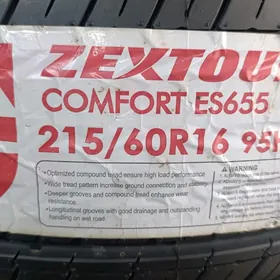 ZEXTOUR
COMFORT ES655
215/60R16 95
•Optimized compound tread ensure high load performance
•Wide tread pattern increase ground connection and
•Deeper grooves and compound enhance wear
resistance.
•Longitudinal grooves with good drainage and outstanding
handling on wet road
WARNING